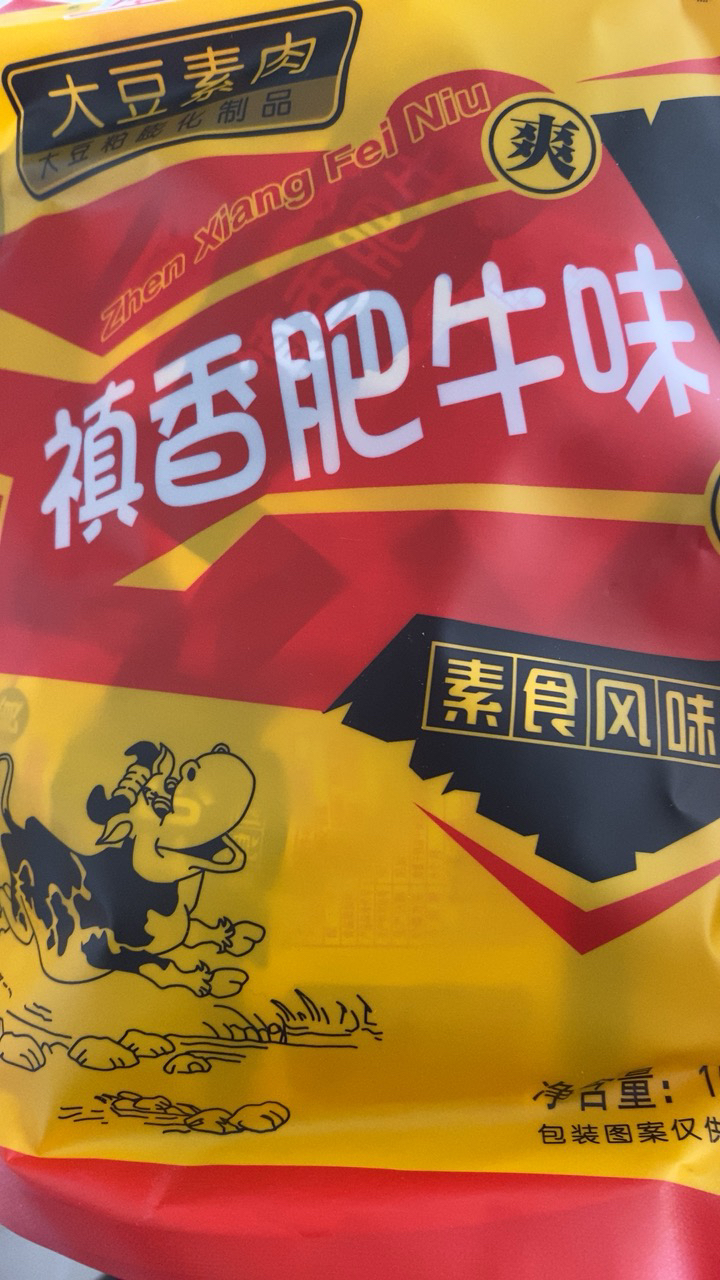 大豆素肉
大豆和膨化制品
Zhen Xiang Fei Niu
爽
禛香肥牛味
素食风味
净含量：1
包装图案仅供